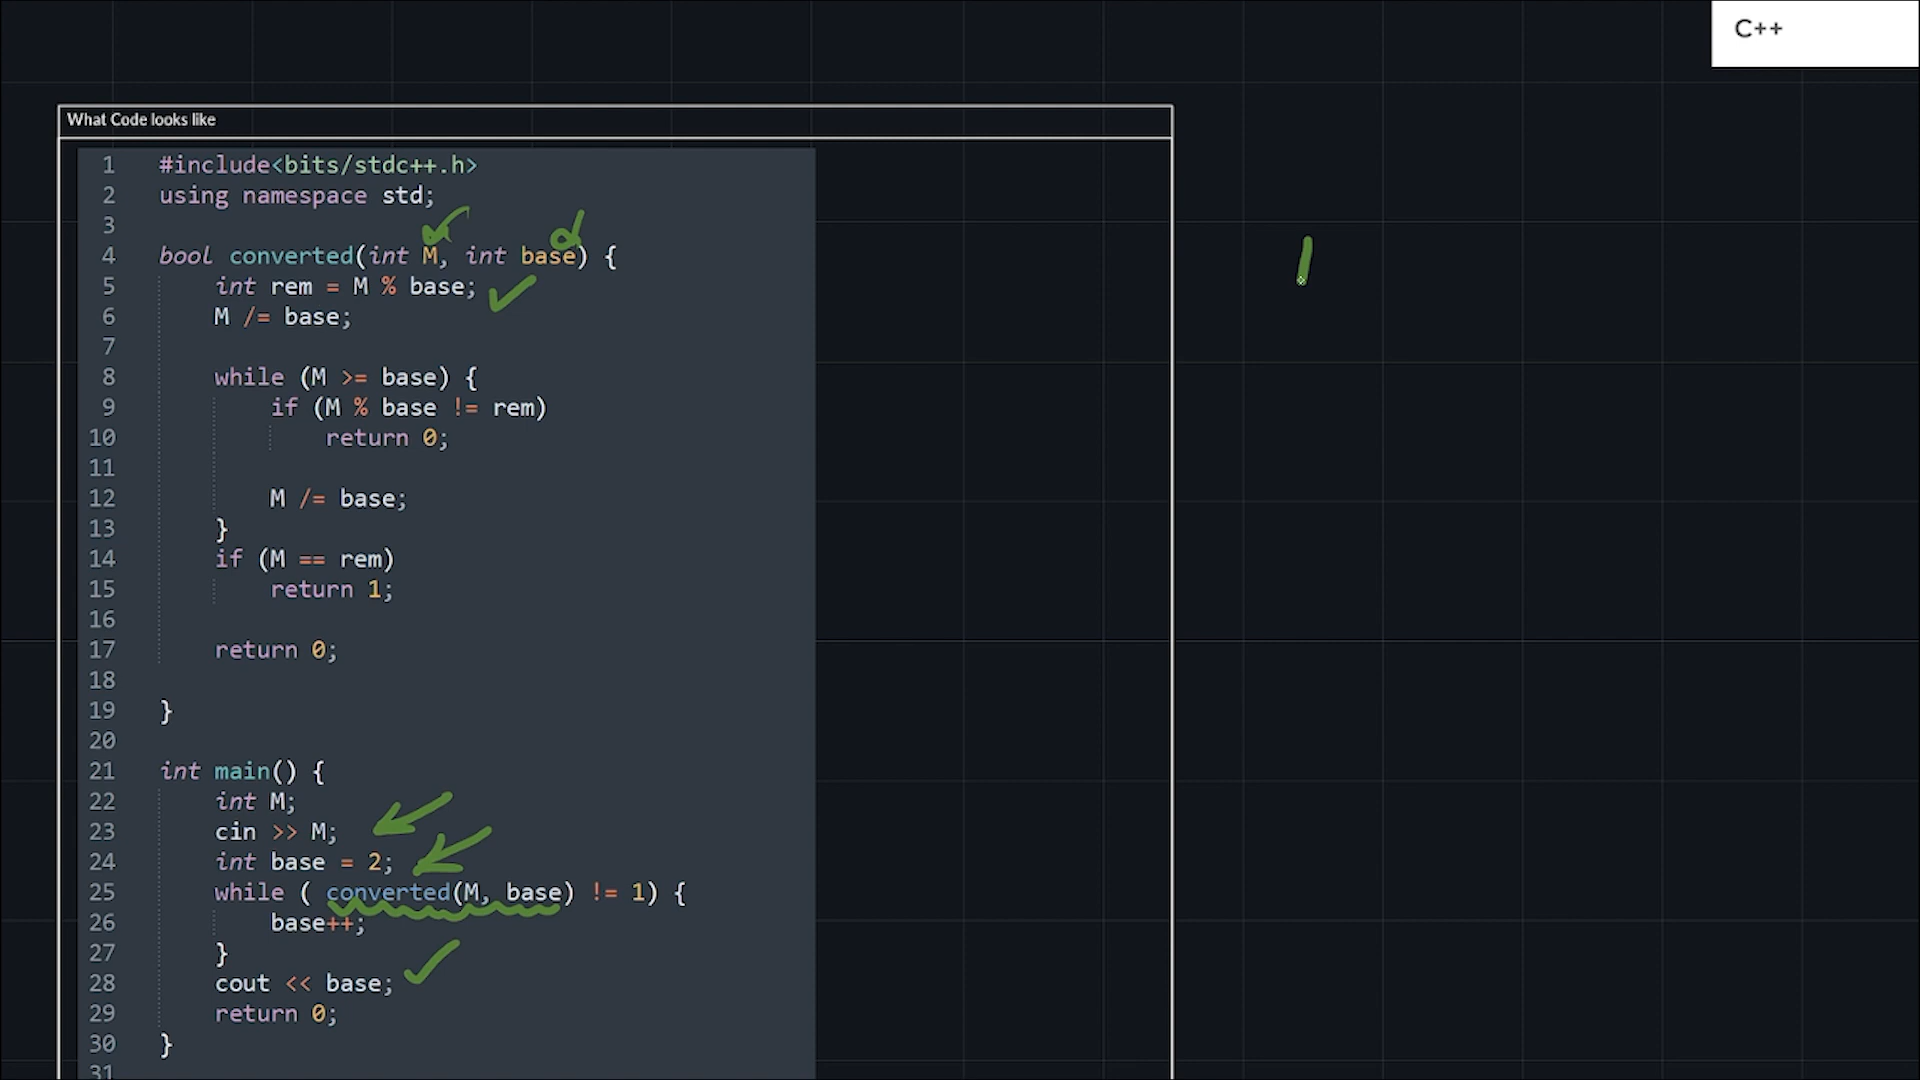 C++
What Code looks like
1 #include<bits/stdc++.h>
2 using namespace std;
3
4 bool converted(int M, int base) {
5 int rem = M % base;
6 M /= base;
7
8 while (M >= base) {
9 if (M % base != rem)
10 return 0;
11
12 M /= base;
13 }
14 if (M == rem)
15 return 1;
16
17 return 0;
18
19 }
20
21 int main() {
22 int M;
23 cin >> M;
24 int base = 2;
25 while ( converted(M, base) != 1) {
26 base++;
27 }
28 cout << base;
29 return 0;
30 }
31